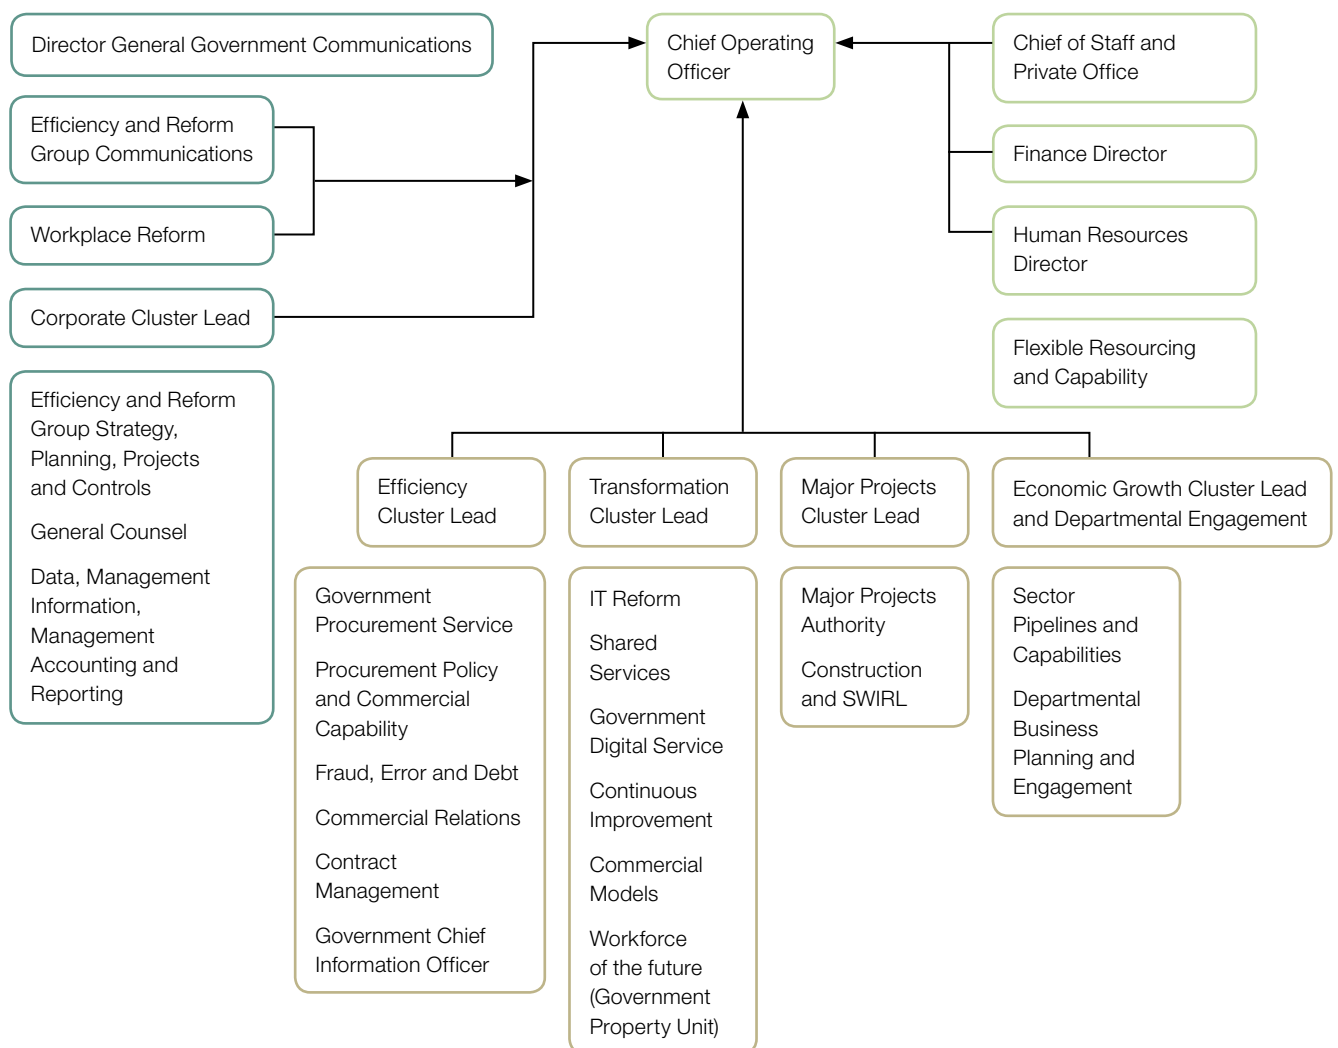 Director General Government Communications
Efficiency and Reform
Group Communications
Workplace Reform
Corporate Cluster Lead
Efficiency and Reform
Group Strategy,
Planning, Projects
and Controls
General Counsel
Data, Management
Information,
Management
Accounting and
Reporting
Chief Operating
Officer
Chief of Staff and
Private Office
Finance Director
Human Resources
Director
Flexible Resourcing
and Capability
Efficiency
Cluster Lead
Government
Procurement Service
Procurement Policy
and Commercial
Capability
Fraud, Error and Debt
Commercial Relations
Contract
Management
Government Chief
Information Officer
Transformation
Cluster Lead
IT Reform
Shared
Services
Government
Digital Service
Continuous
Improvement
Commercial
Models
Workforce
of the future
(Government
Property Unit)
Major Projects
Cluster Lead
Major Projects
Authority
Construction
and SWIRL
Economic Growth Cluster Lead
and Departmental Engagement
Sector
Pipelines and
Capabilities
Departmental
Business
Planning and
Engagement